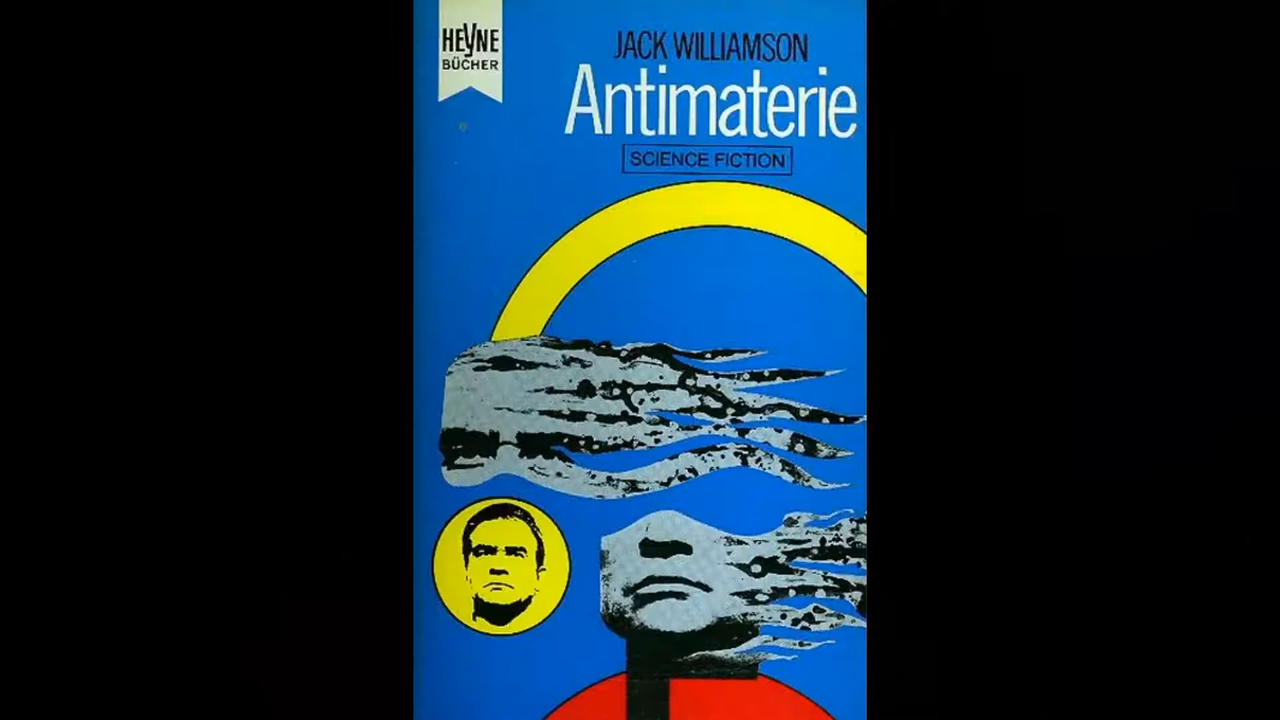 HEYNE
BÜCHER
JACK WILLIAMSON
Antimaterie
SCIENCE FICTION